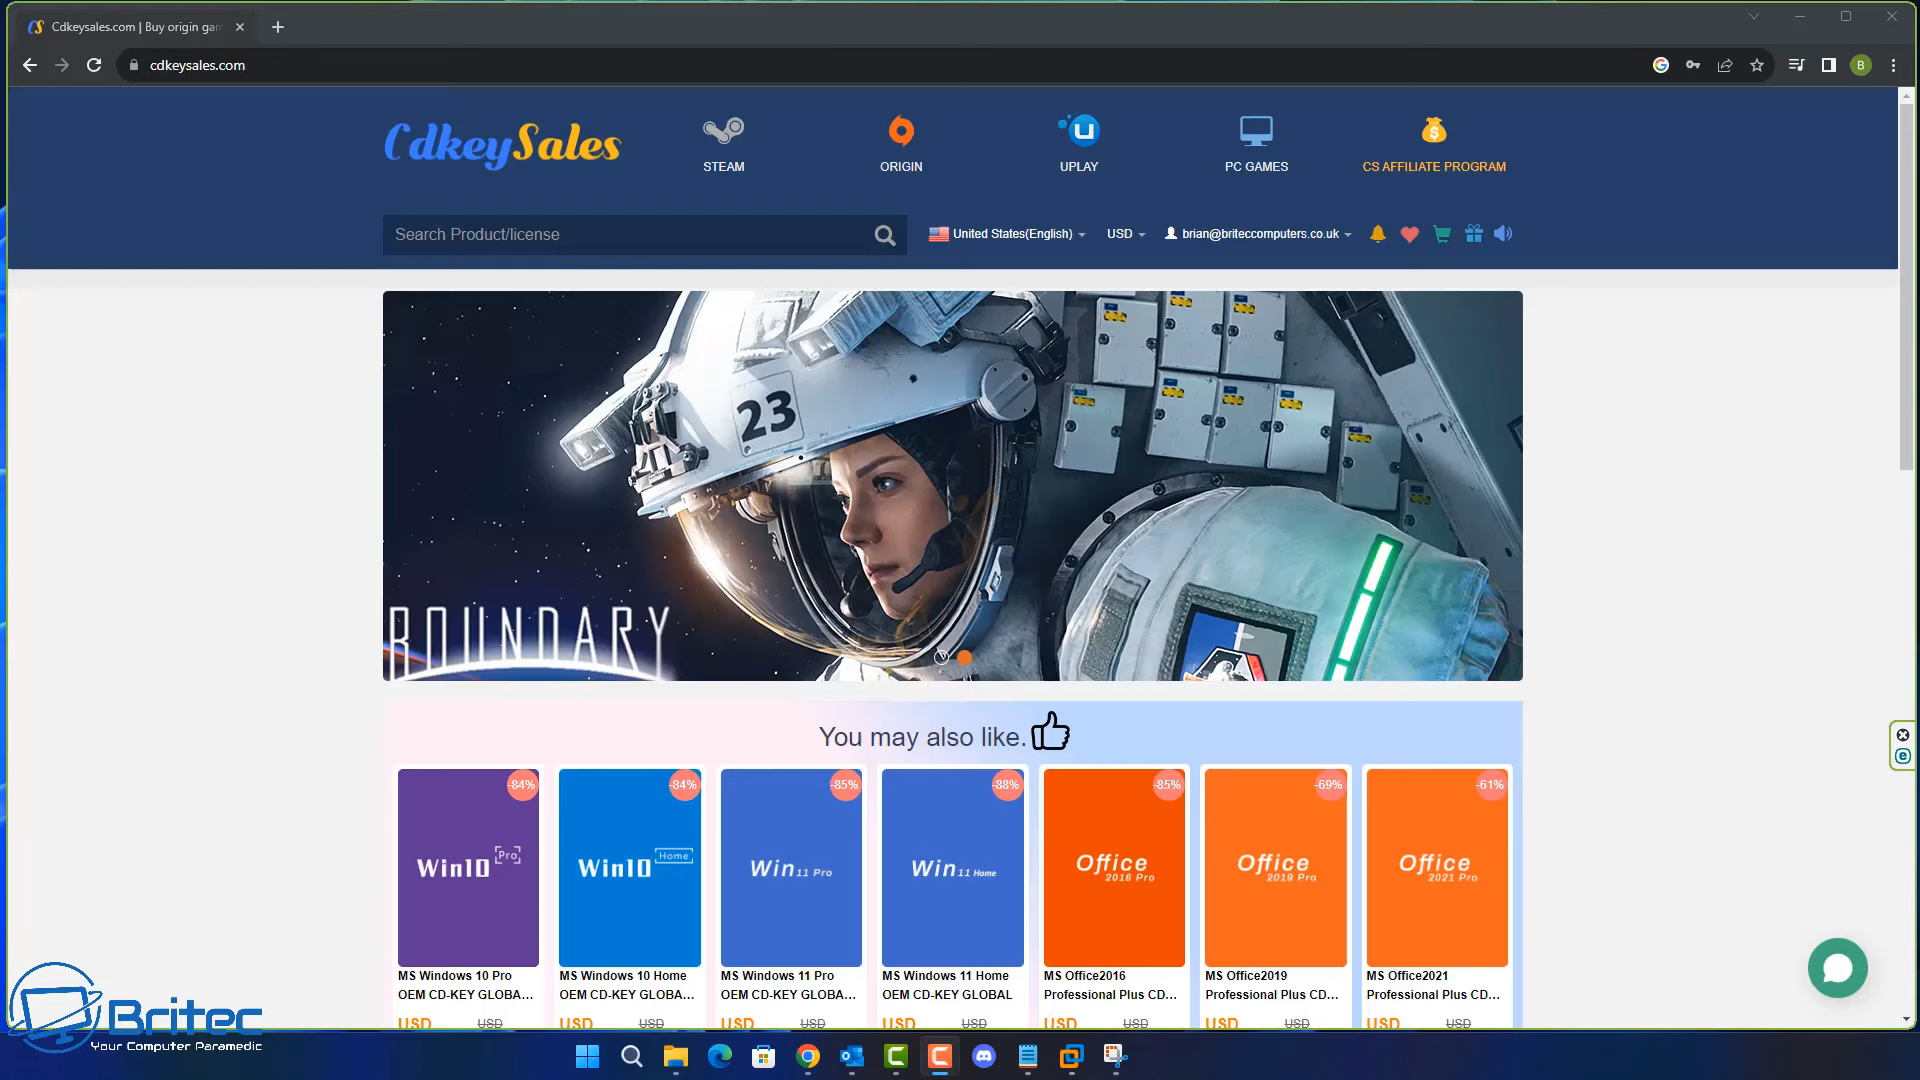 Cdkeysales.com | Buy origin gam
cdkeysales.com
B
CdkeySales
STEAM
ORIGIN
UPLAY
PC GAMES
CS AFFILIATE PROGRAM
Search Product/license
United States(English)
USD
brian@briteccomputers.co.uk
23
BOUNDARY
You may also like.
-84%
-84%
-85%
-88%
-85%
-69%
-61%
Win10 Pro
Win10 Home
Win 11 Pro
Win 11 Home
Office 2016 Pro
Office 2019 Pro
Office 2021 Pro
MS Windows 10 Pro
OEM CD-KEY GLOBA...
MS Windows 10 Home
OEM CD-KEY GLOBA...
MS Windows 11 Pro
OEM CD-KEY GLOBA...
MS Windows 11 Home
OEM CD-KEY GLOBAL
MS Office2016
Professional Plus CD...
MS Office2019
Professional Plus CD...
MS Office2021
Professional Plus CD...
USD USD
USD USD
USD USD
USD USD
USD USD
USD USD
USD USD
Britec
Your Computer Paramedic